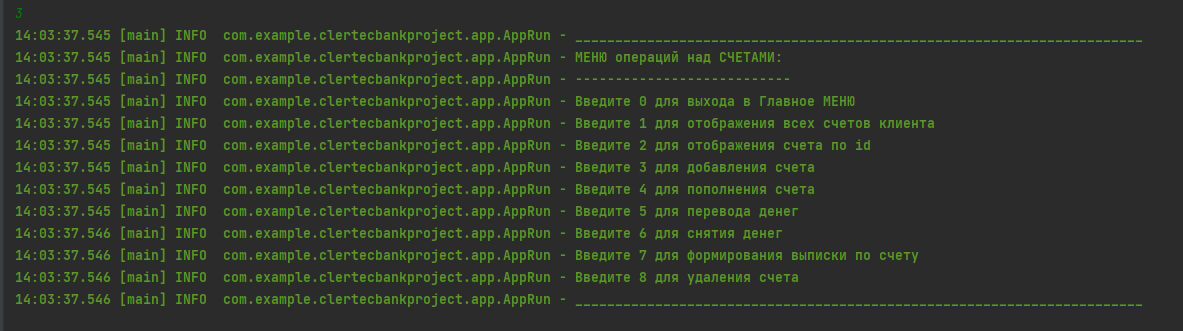 3
14:03:37.545 [main] INFO  com.example.clertecbankproject.app.AppRun - _______________________________________________________________________
14:03:37.545 [main] INFO  com.example.clertecbankproject.app.AppRun - МЕНЮ операций над СЧЕТАМИ:
14:03:37.545 [main] INFO  com.example.clertecbankproject.app.AppRun - ---------------------------
14:03:37.545 [main] INFO  com.example.clertecbankproject.app.AppRun - Введите 0 для выхода в Главное МЕНЮ
14:03:37.545 [main] INFO  com.example.clertecbankproject.app.AppRun - Введите 1 для отображения всех счетов клиента
14:03:37.545 [main] INFO  com.example.clertecbankproject.app.AppRun - Введите 2 для отображения счета по id
14:03:37.545 [main] INFO  com.example.clertecbankproject.app.AppRun - Введите 3 для добавления счета
14:03:37.545 [main] INFO  com.example.clertecbankproject.app.AppRun - Введите 4 для пополнения счета
14:03:37.545 [main] INFO  com.example.clertecbankproject.app.AppRun - Введите 5 для перевода денег
14:03:37.546 [main] INFO  com.example.clertecbankproject.app.AppRun - Введите 6 для снятия денег
14:03:37.546 [main] INFO  com.example.clertecbankproject.app.AppRun - Введите 7 для формирования выписки по счету
14:03:37.546 [main] INFO  com.example.clertecbankproject.app.AppRun - Введите 8 для удаления счета
14:03:37.546 [main] INFO  com.example.clertecbankproject.app.AppRun - _______________________________________________________________________